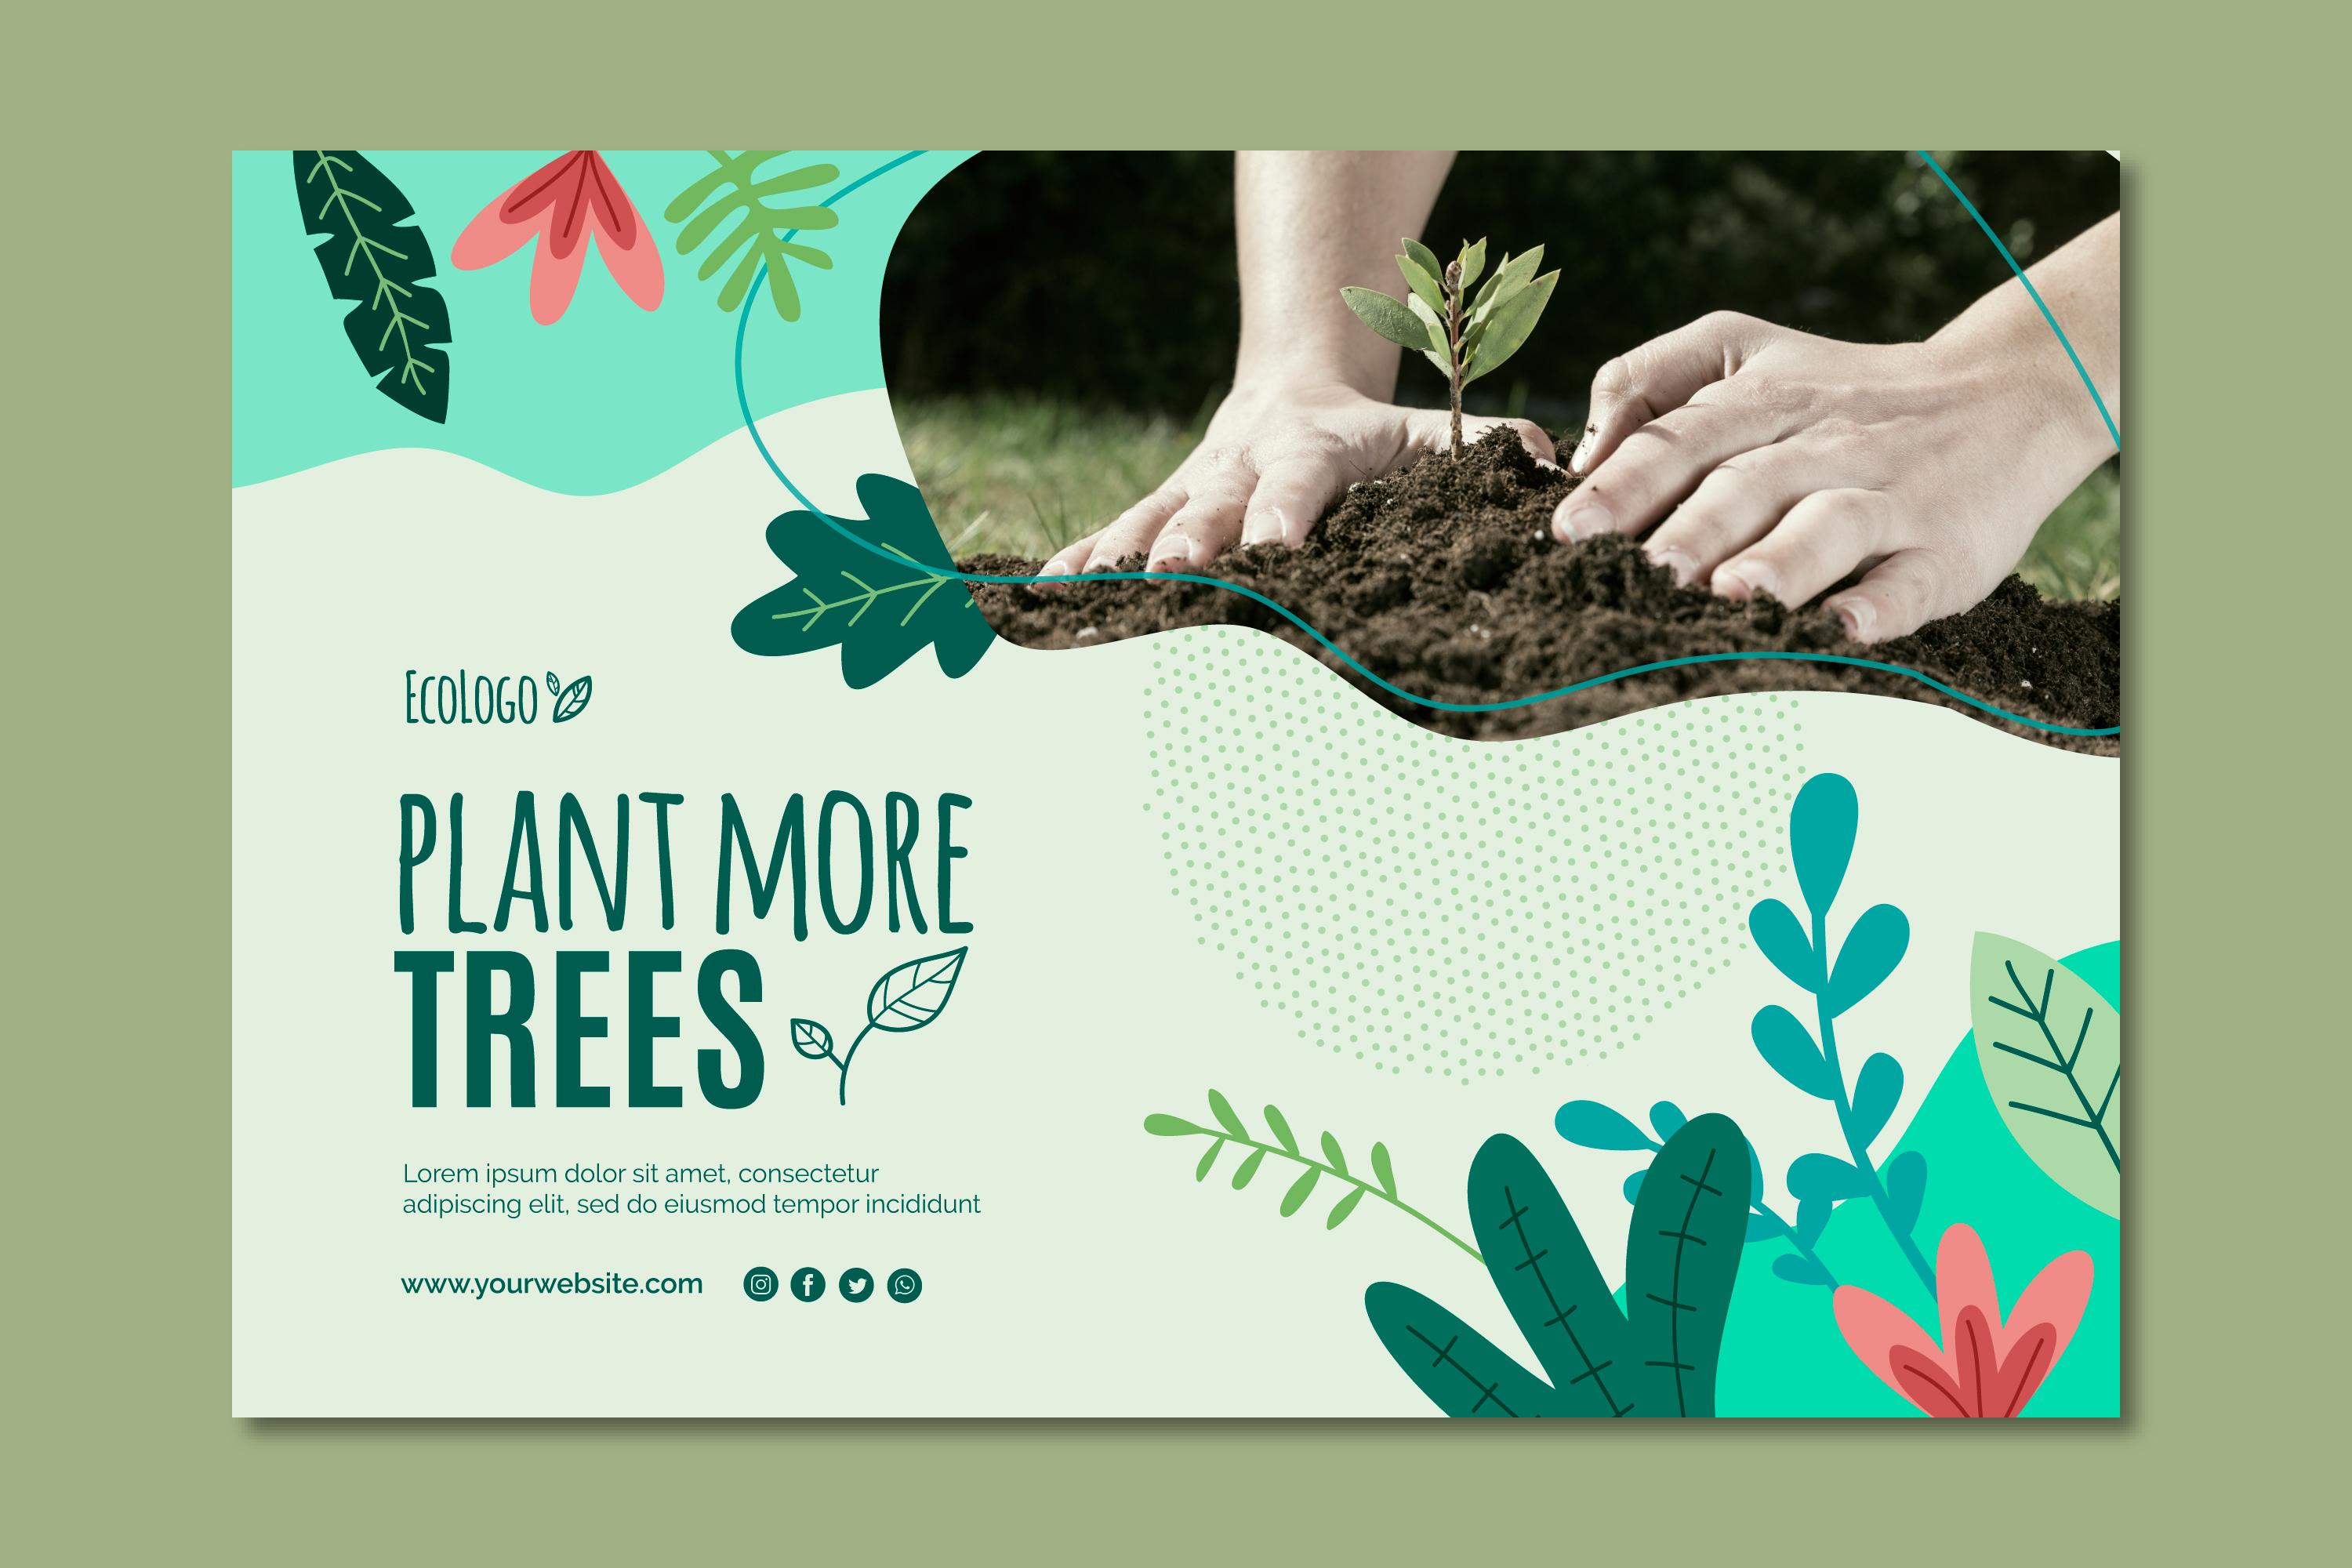 EcoLogo
PLANT MORE
TREES
Lorem ipsum dolor sit amet, consectetur
adipiscing elit, sed do eiusmod tempor incididunt
www.yourwebsite.com